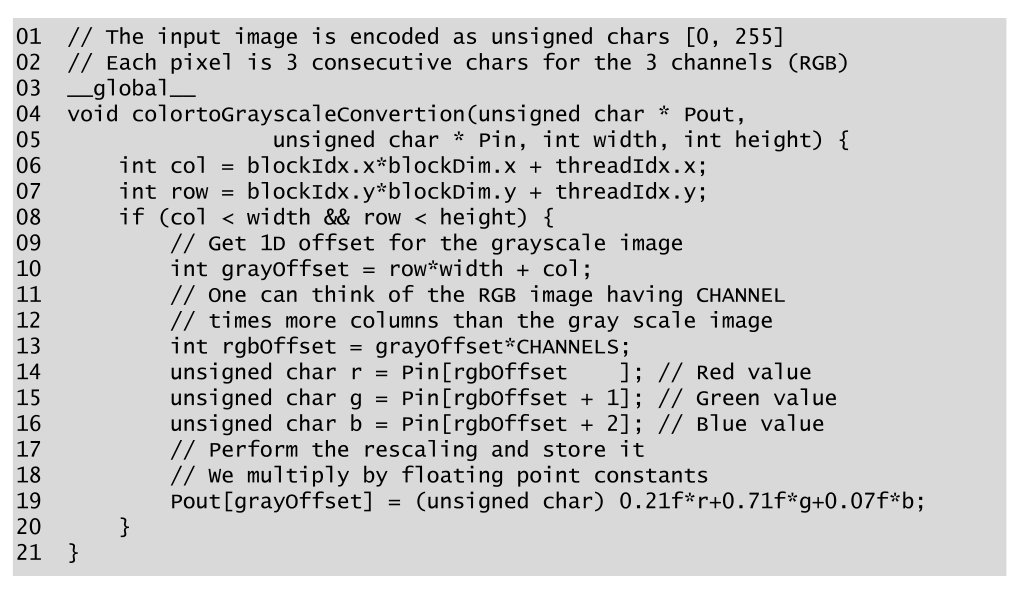 01  // The input image is encoded as unsigned chars [0, 255]
02  // Each pixel is 3 consecutive chars for the 3 channels (RGB)
03  __global__
04  void colortoGrayscaleConvertion(unsigned char * Pout,
05                  unsigned char * Pin, int width, int height) {
06      int col = blockIdx.x*blockDim.x + threadIdx.x;
07      int row = blockIdx.y*blockDim.y + threadIdx.y;
08      if (col < width && row < height) {
09          // Get 1D offset for the grayscale image
10          int grayOffset = row*width + col;
11          // One can think of the RGB image having CHANNEL
12          // times more columns than the gray scale image
13          int rgbOffset = grayOffset*CHANNELS;
14          unsigned char r = Pin[rgbOffset    ]; // Red value
15          unsigned char g = Pin[rgbOffset + 1]; // Green value
16          unsigned char b = Pin[rgbOffset + 2]; // Blue value
17          // Perform the rescaling and store it
18          // We multiply by floating point constants
19          Pout[grayOffset] = (unsigned char) 0.21f*r+0.71f*g+0.07f*b;
20      }
21  }